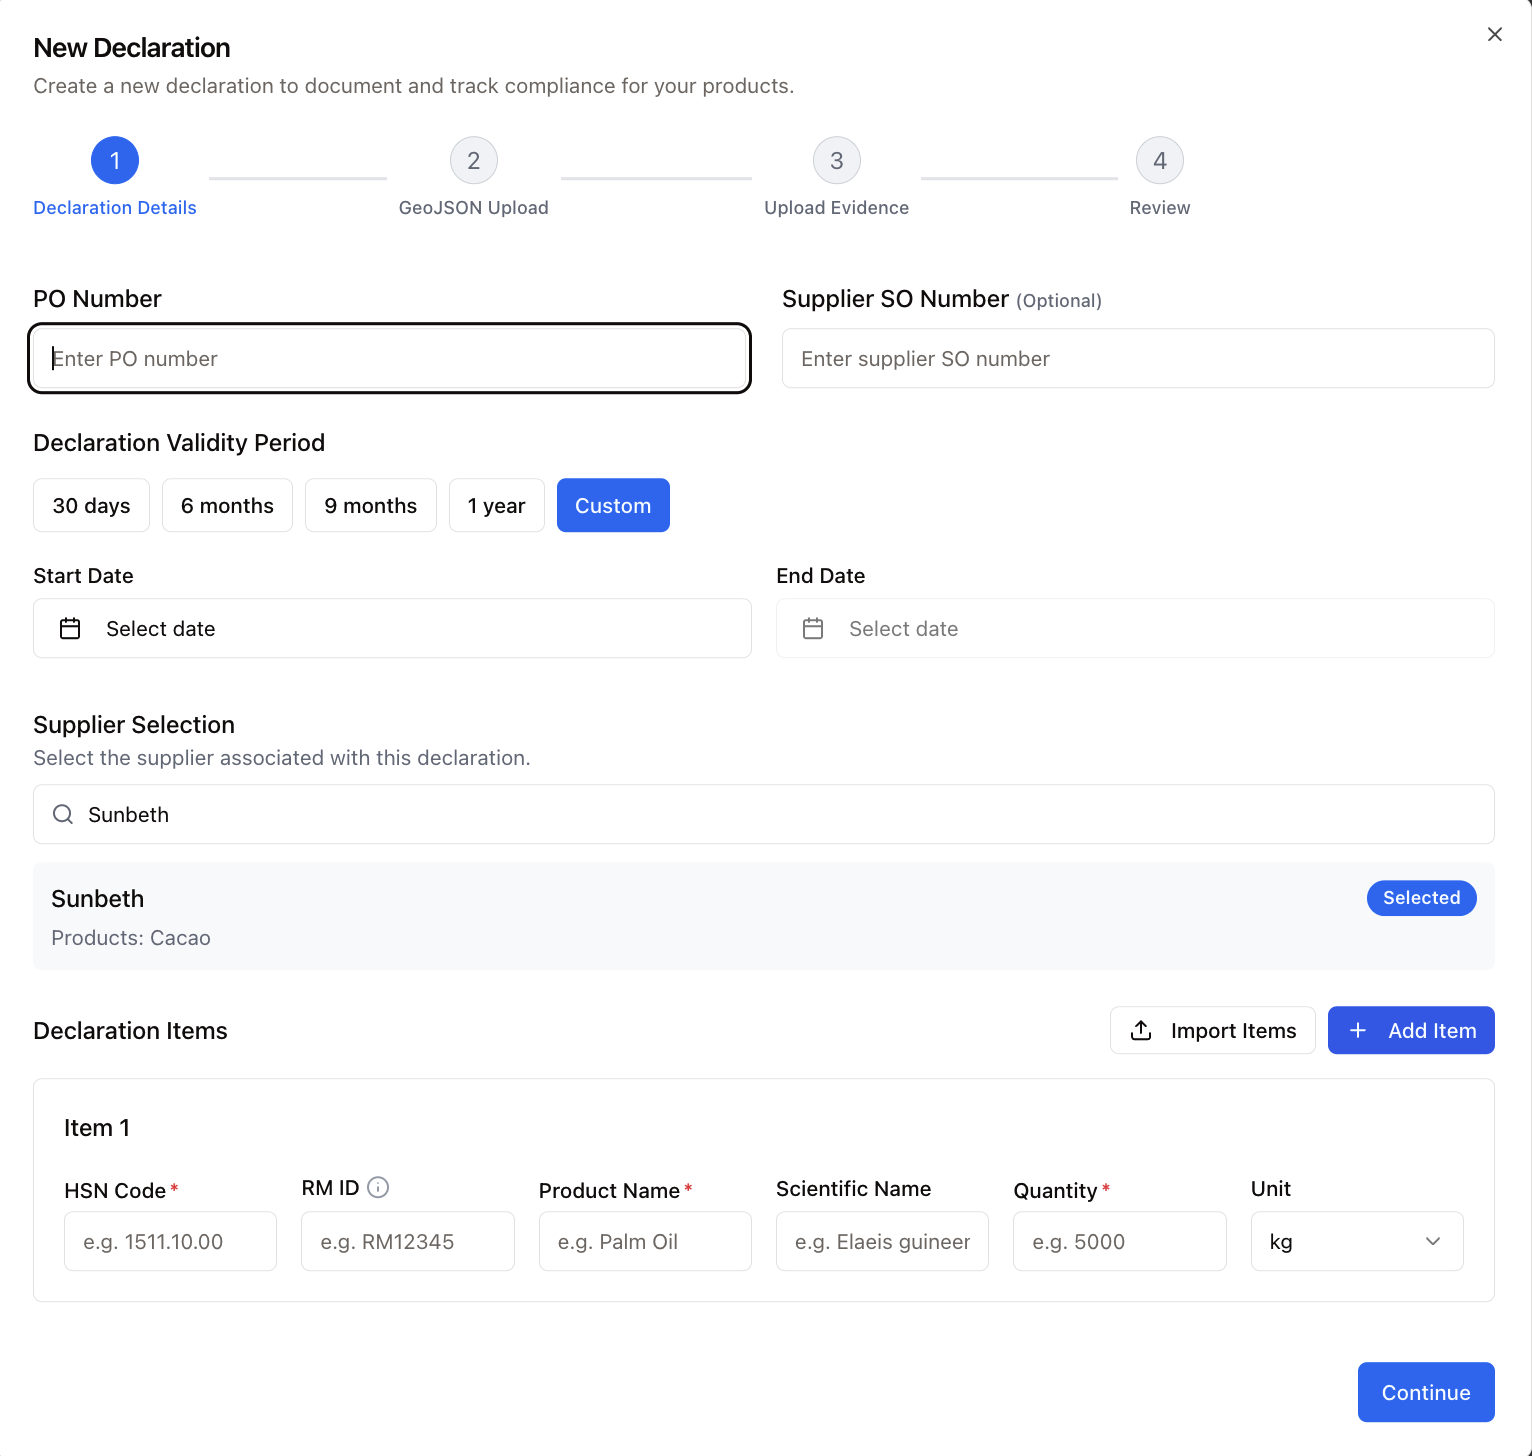 New Declaration
Create a new declaration to document and track compliance for your products.
1
2
3
4
Declaration Details
GeoJSON Upload
Upload Evidence
Review
PO Number
Supplier SO Number (Optional)
Enter PO number
Enter supplier SO number
Declaration Validity Period
30 days
6 months
9 months
1 year
Custom
Start Date
End Date
Select date
Select date
Supplier Selection
Select the supplier associated with this declaration.
Sunbeth
Sunbeth
Selected
Products: Cacao
Declaration Items
Import Items
Add Item
Item 1
HSN Code*
RM ID
Product Name*
Scientific Name
Quantity*
Unit
e.g. 1511.10.00
e.g. RM12345
e.g. Palm Oil
e.g. Elaeis guineer
e.g. 5000
kg
Continue